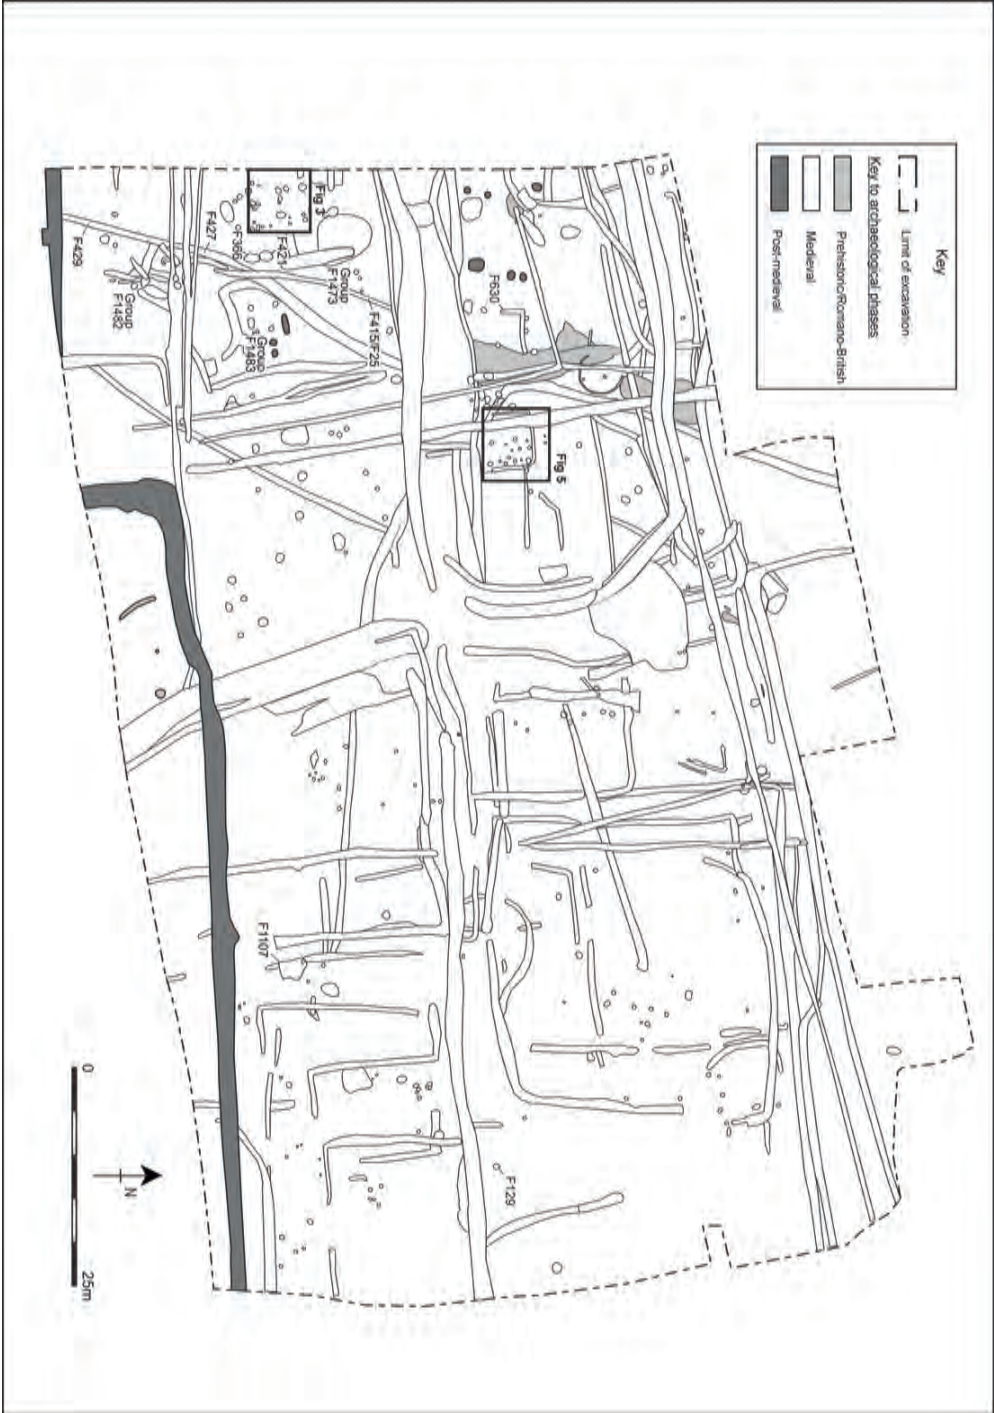 Key
Limit of excavation
Key to archaeological phases
Prehistoric/Romano-British
Medieval
Post-medieval
Fig 3
F421
F366
F427
F429
Group
F1473
F415/F25
Group
F1482
Group
F1483
F630
Fig 5
F1107
F129
0
25m
N